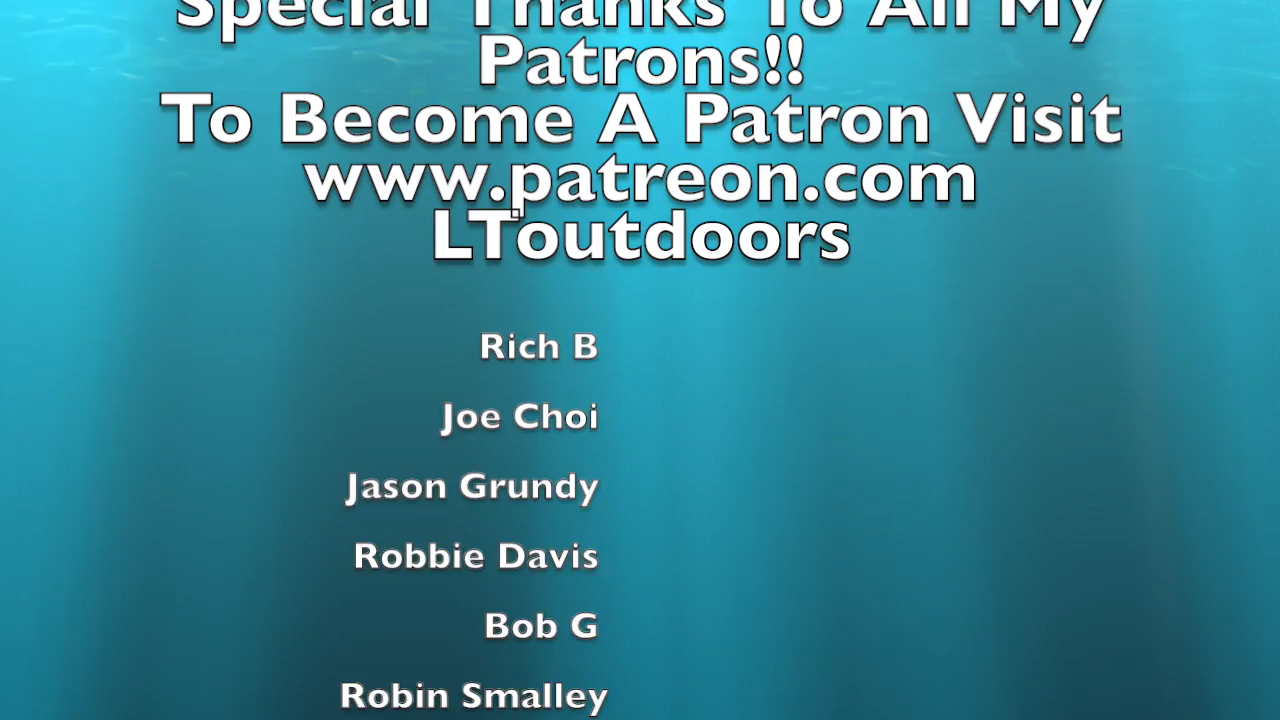 Special Thanks To All My
Patrons!!
To Become A Patron Visit
www.patreon.com
LToutdoors
Rich B
Joe Choi
Jason Grundy
Robbie Davis
Bob G
Robin Smalley